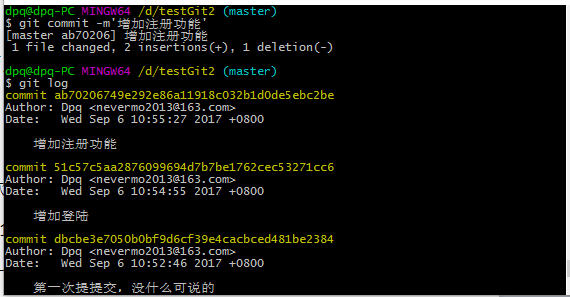 dpq@dpq-PC MINGW64 /d/testGit2 (master)
$ git commit -m'增加注册功能'
[master ab70206] 增加注册功能
1 file changed, 2 insertions(+), 1 deletion(-)
dpq@dpq-PC MINGW64 /d/testGit2 (master)
$ git log
commit ab70206749e292e86a11918c032b1d0de5ebc2be
Author: Dpq <nevermo2013@163.com>
Date: Wed Sep 6 10:55:27 2017 +0800
增加注册功能
commit 51c57c5aa2876099694d7b7be1762cec53271cc6
Author: Dpq <nevermo2013@163.com>
Date: Wed Sep 6 10:54:55 2017 +0800
增加登陆
commit dbcbe3e7050b0bf9d6cf39e4cacbced481be2384
Author: Dpq <nevermo2013@163.com>
Date: Wed Sep 6 10:52:46 2017 +0800
第一次提提交，没什么可说的